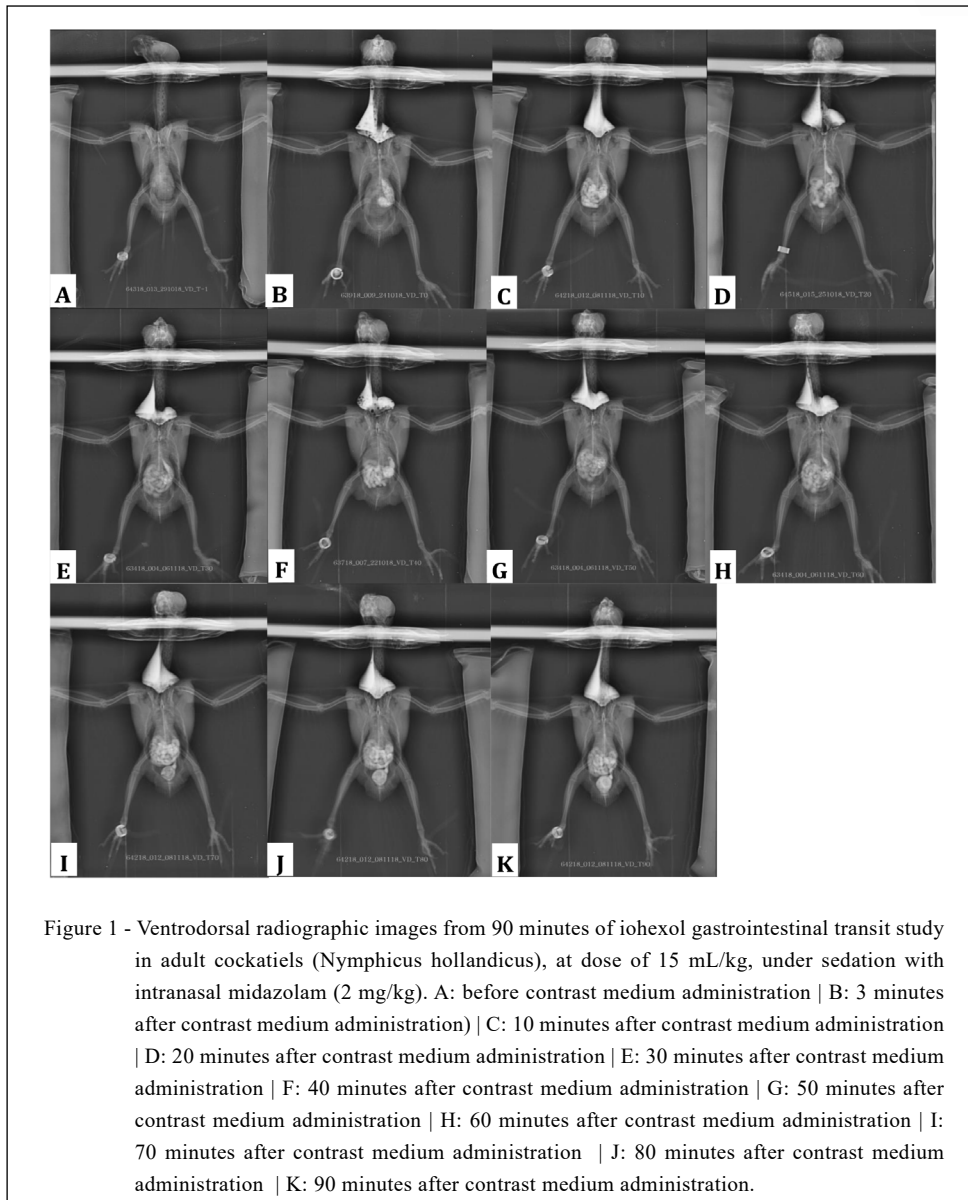 A
64318_013_291018_VD_T-1
B
C
D
E
F
63718_007_221018_VD_T40
G
H
I
64218_012_081118_VD_T70
J
64218_012_081118_VD_T80
K
Figure 1 - Ventrodorsal radiographic images from 90 minutes of iohexol gastrointestinal transit study
in adult cockatiels (Nymphicus hollandicus), at dose of 15 mL/kg, under sedation with
intranasal midazolam (2 mg/kg). A: before contrast medium administration | B: 3 minutes
after contrast medium administration) | C: 10 minutes after contrast medium administration
| D: 20 minutes after contrast medium administration | E: 30 minutes after contrast medium
administration | F: 40 minutes after contrast medium administration | G: 50 minutes after
contrast medium administration | H: 60 minutes after contrast medium administration | I:
70 minutes after contrast medium administration | J: 80 minutes after contrast medium
administration | K: 90 minutes after contrast medium administration.